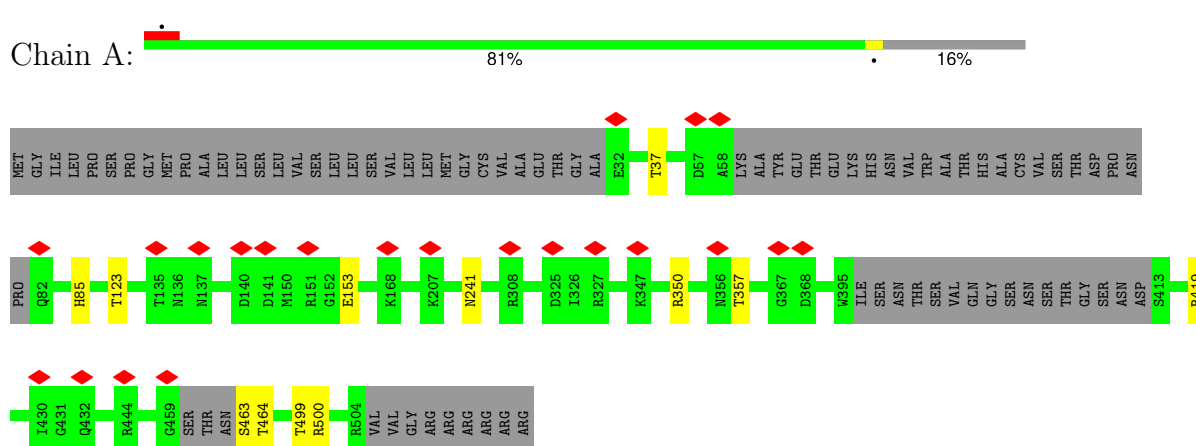 Chain A:
81%
16%
MET GLY ILE LEU PRO SER PRO GLY MET PRO ALA LEU LEU SER LEU VAL SER LEU LEU SER VAL LEU LEU MET GLY CYS VAL ALA GLU THR GLY ALA E32 T37 D57 A58 LYS ALA TYR GLU THR GLU LYS HIS ASN VAL TRP ALA THR HIS ALA CYS VAL SER THR ASP PRO ASN
PRO Q82 H85 T123 T135 N136 N137 D140 D141 M150 R151 G152 E153 K168 K207 N241 R308 D325 I326 R327 K347 R350 N356 T357 G367 D368 W395 ILE SER ASN THR SER VAL GLN GLY SER ASN SER THR GLY SER ASN ASP S413
I430 G431 Q432 R444 G459 SER THR ASN S463 T464 T499 R500 R504 VAL VAL GLY ARG ARG ARG ARG ARG ARG